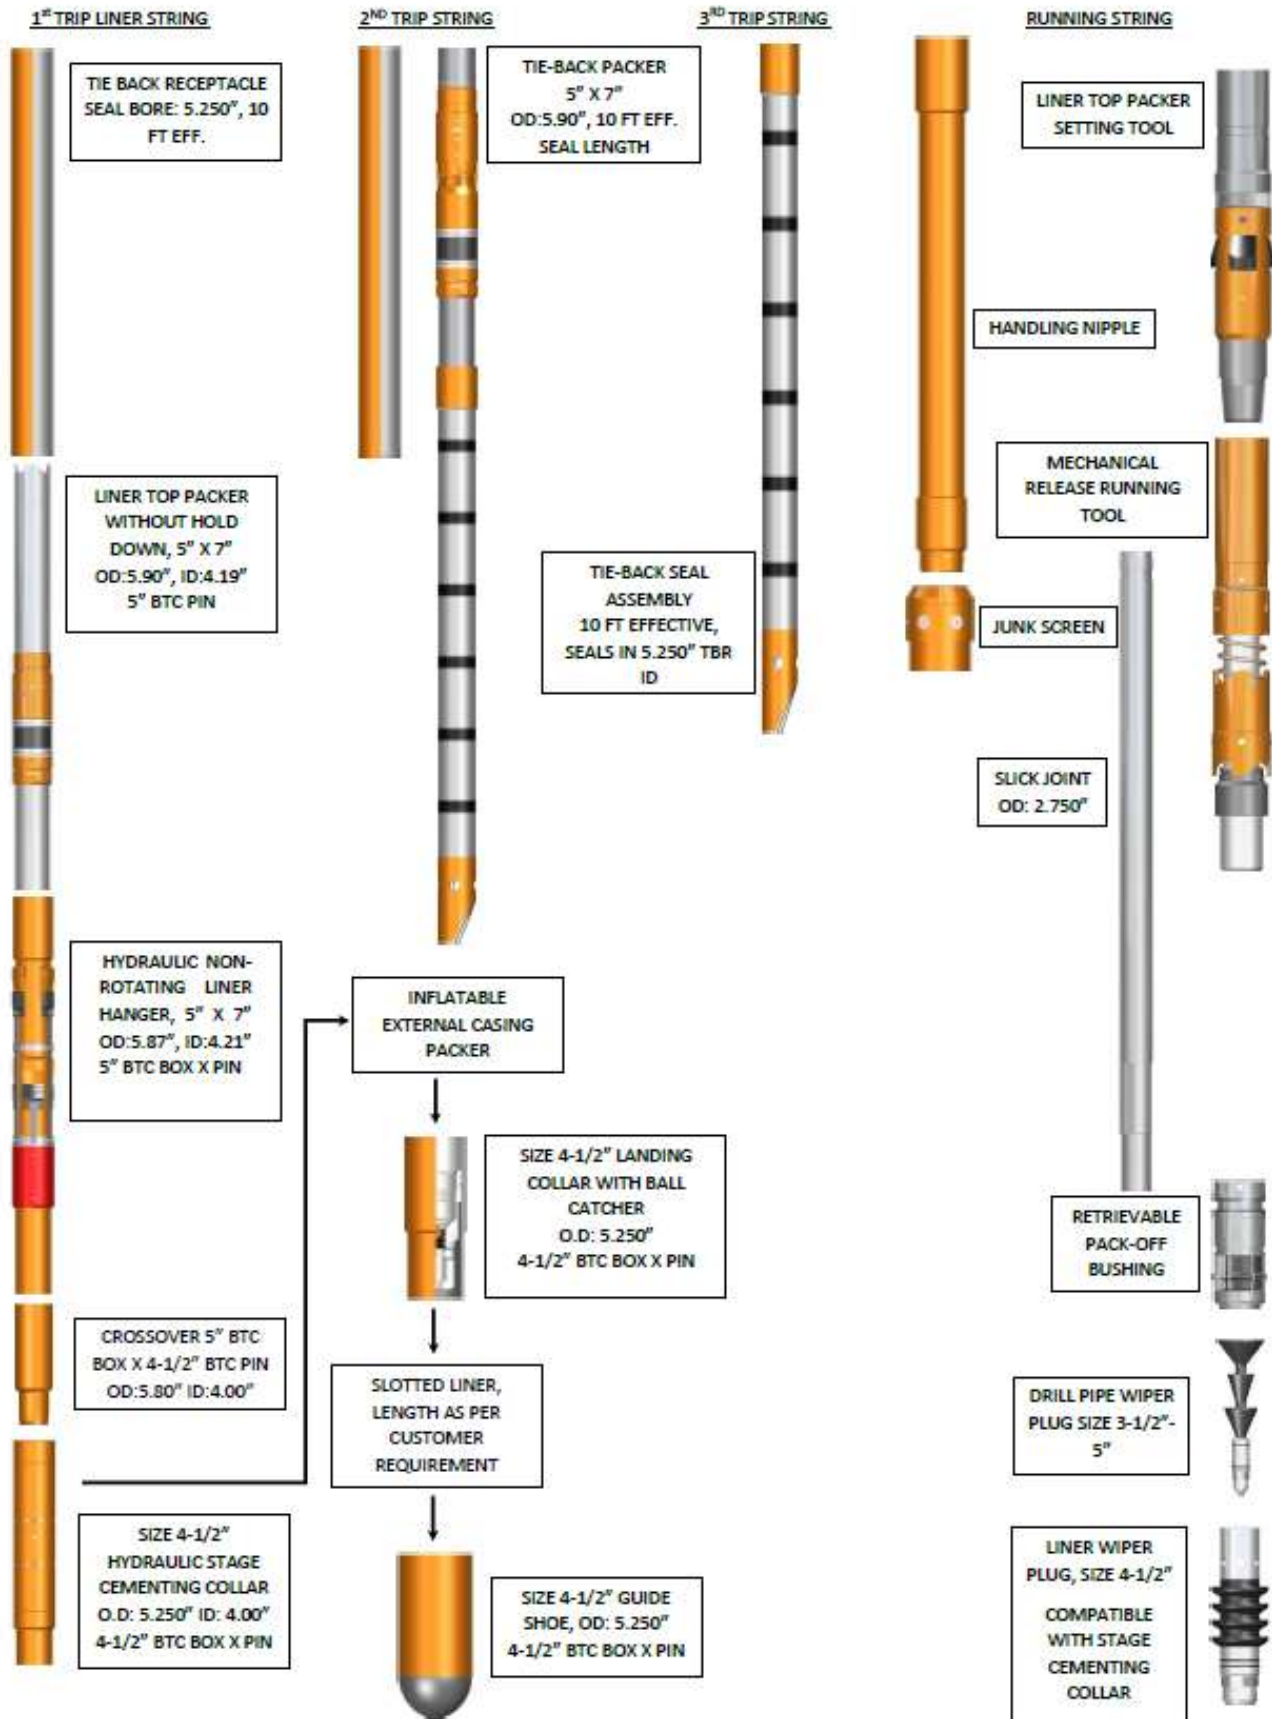 1st TRIP LINER STRING
TIE BACK RECEPTACLE
SEAL BORE: 5.250", 10
FT EFF.
LINER TOP PACKER
WITHOUT HOLD
DOWN, 5" X 7"
OD:5.90", ID:4.19"
5" BTC PIN
HYDRAULIC NON-
ROTATING LINER
HANGER, 5" X 7"
OD:5.87", ID:4.21"
5" BTC BOX X PIN
CROSSOVER 5" BTC
BOX X 4-1/2" BTC PIN
OD:5.80" ID:4.00"
SIZE 4-1/2"
HYDRAULIC STAGE
CEMENTING COLLAR
O.D: 5.250" ID: 4.00"
4-1/2" BTC BOX X PIN
2ND TRIP STRING
TIE-BACK PACKER
5" X 7"
OD:5.90", 10 FT EFF.
SEAL LENGTH
INFLATABLE
EXTERNAL CASING
PACKER
SIZE 4-1/2" LANDING
COLLAR WITH BALL
CATCHER
O.D: 5.250"
4-1/2" BTC BOX X PIN
SLOTTED LINER,
LENGTH AS PER
CUSTOMER
REQUIREMENT
SIZE 4-1/2" GUIDE
SHOE, OD: 5.250"
4-1/2" BTC BOX X PIN
3RD TRIP STRING
TIE-BACK SEAL
ASSEMBLY
10 FT EFFECTIVE,
SEALS IN 5.250" TBR
ID
RUNNING STRING
LINER TOP PACKER
SETTING TOOL
HANDLING NIPPLE
MECHANICAL
RELEASE RUNNING
TOOL
JUNK SCREEN
SLICK JOINT
OD: 2.750"
RETRIEVABLE
PACK-OFF
BUSHING
DRILL PIPE WIPER
PLUG SIZE 3-1/2"-
5"
LINER WIPER
PLUG, SIZE 4-1/2"
COMPATIBLE
WITH STAGE
CEMENTING
COLLAR